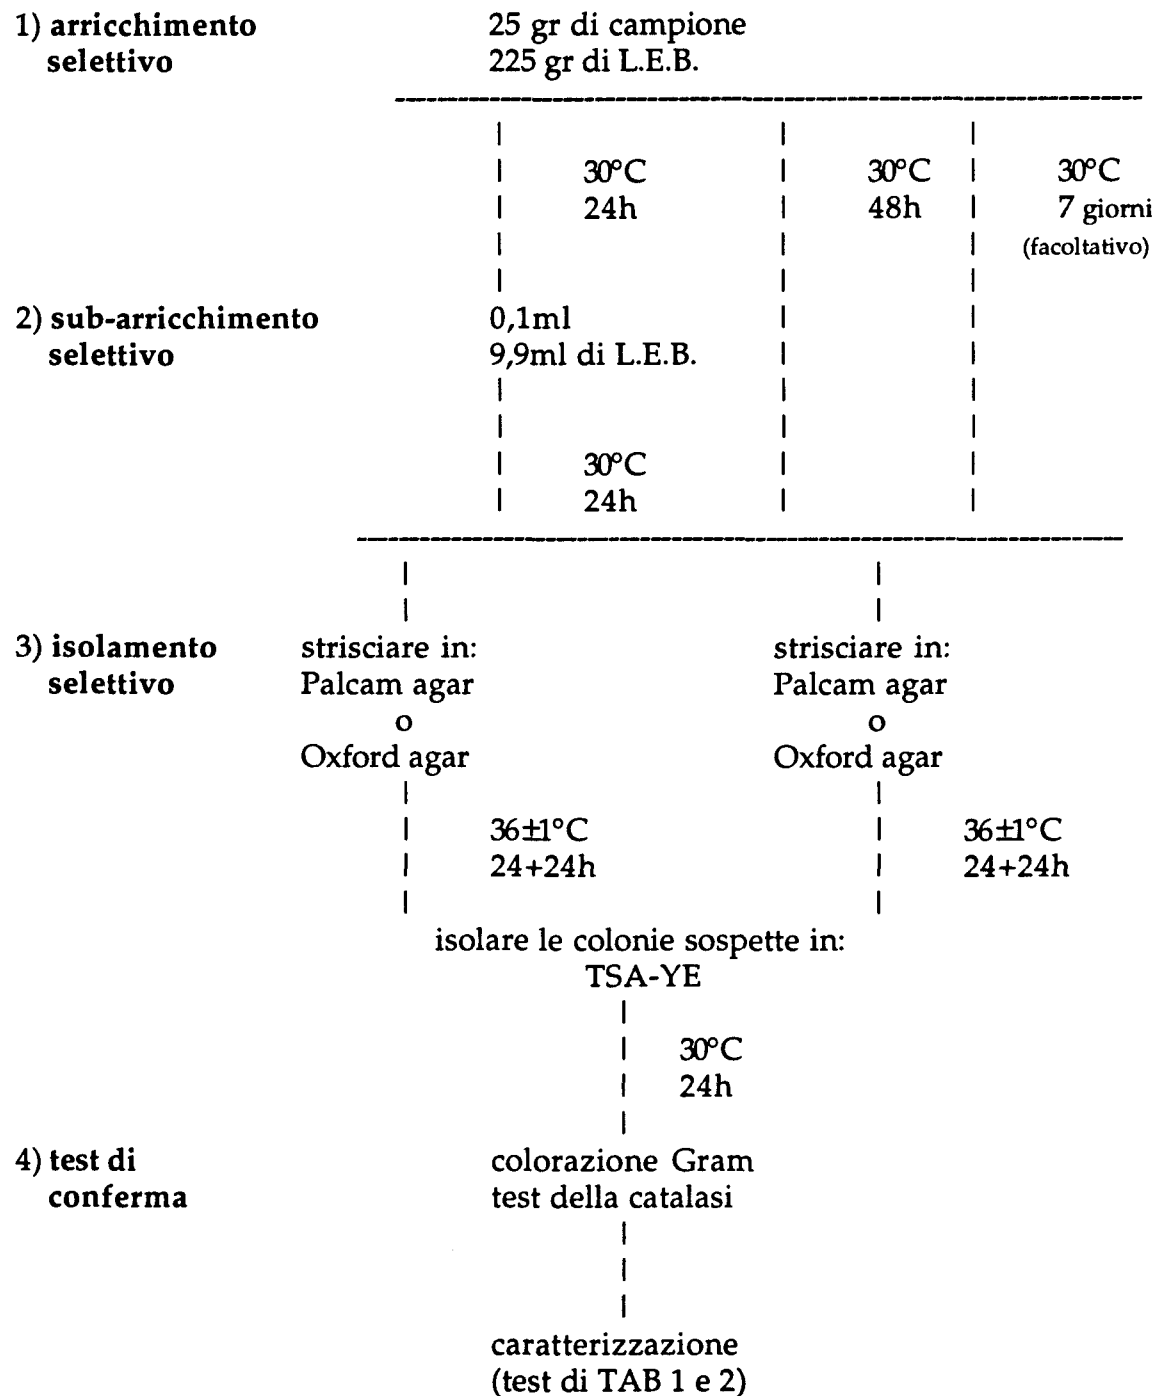 1) arricchimento 25 gr di campione
selettivo 225 gr di L.E.B.
30°C 30°C 30°C
24h 48h 7 giorni
(facoltativo)
2) sub-arricchimento 0,1ml
selettivo 9,9ml di L.E.B.
30°C
24h
3) isolamento strisciare in: strisciare in:
selettivo Palcam agar Palcam agar
o o
Oxford agar Oxford agar
36±1°C 36±1°C
24+24h 24+24h
isolare le colonie sospette in:
TSA-YE
30°C
24h
4) test di colorazione Gram
conferma test della catalasi
caratterizzazione
(test di TAB 1 e 2)